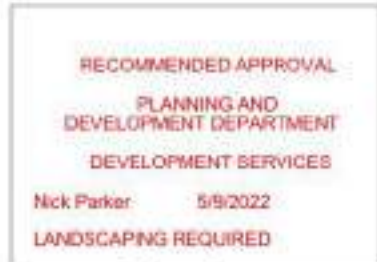 RECOMMENDED APPROVAL
PLANNING AND
DEVELOPMENT DEPARTMENT
DEVELOPMENT SERVICES
Nick Parker 5/9/2022
LANDSCAPING REQUIRED